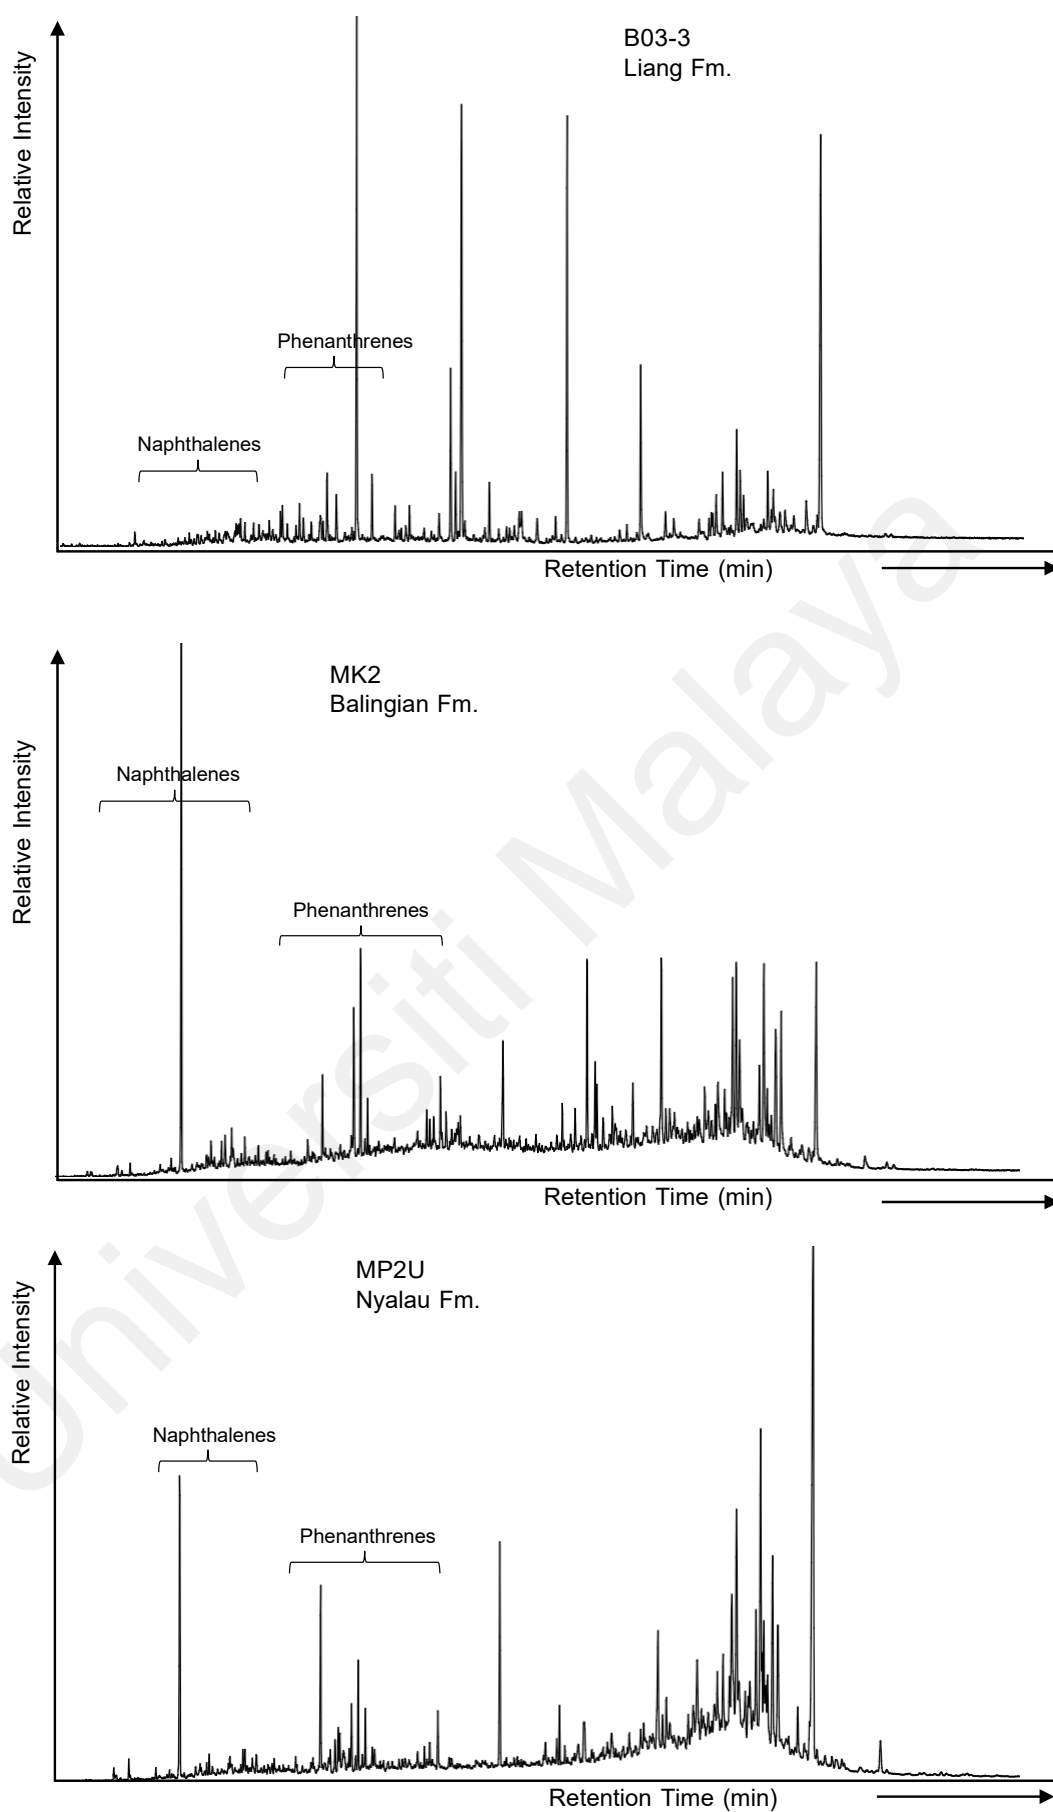 B03-3
Liang Fm.
Relative Intensity
Phenanthrenes
Naphthalenes
Retention Time (min)
MK2
Balingian Fm.
Relative Intensity
Naphthalenes
Phenanthrenes
Retention Time (min)
MP2U
Nyalau Fm.
Relative Intensity
Naphthalenes
Phenanthrenes
Retention Time (min)
Universiti Malaya